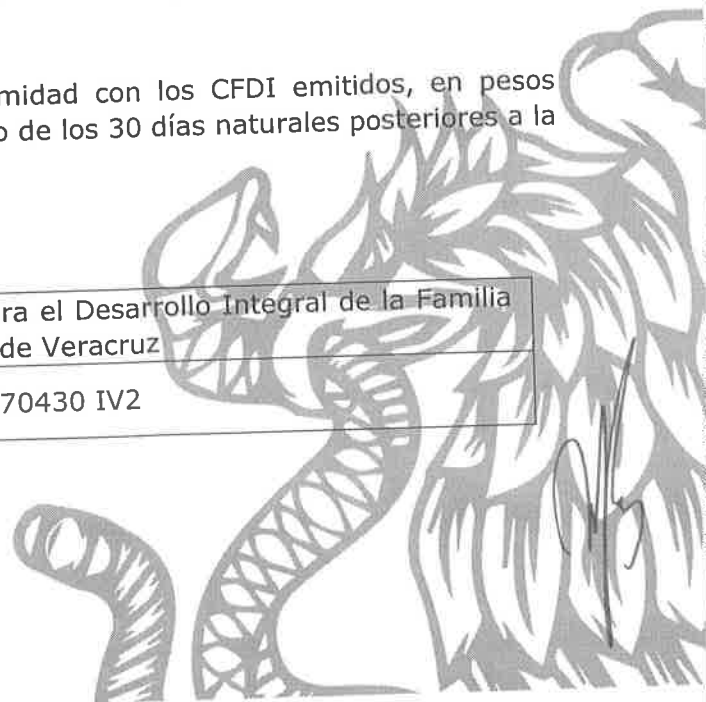 midad con los CFDI emitidos, en pesos
o de los 30 días naturales posteriores a la
ra el Desarrollo Integral de la Familia
de Veracruz
70430 IV2